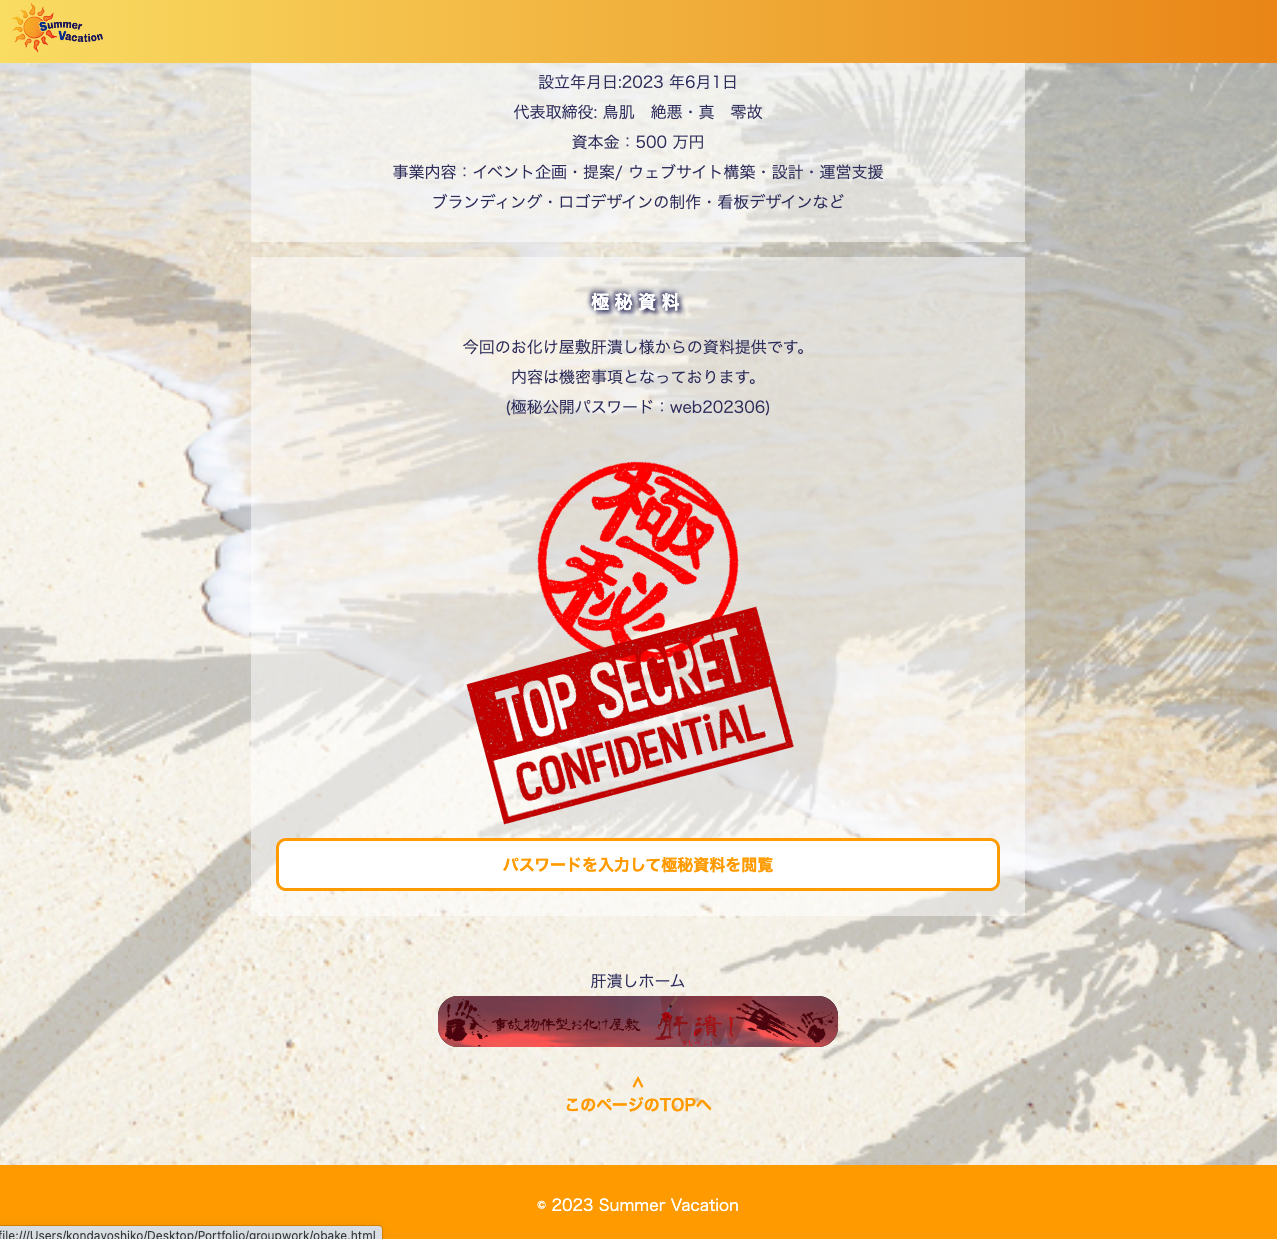 Summer
Vacation
設立年月日:2023 年6月1日
代表取締役: 鳥肌　絶悪・真　零故
資本金：500 万円
事業内容：イベント企画・提案/ ウェブサイト構築・設計・運営支援
ブランディング・ロゴデザインの制作・看板デザインなど
極秘資料
今回のお化け屋敷肝潰し様からの資料提供です。
内容は機密事項となっております。
(極秘公開パスワード：web202306)
極秘
TOP SECRET
CONFIDENTiAL
パスワードを入力して極秘資料を閲覧
肝潰しホーム
事故物件型お化け屋敷 肝潰し
^
このページのTOPへ
© 2023 Summer Vacation
file:///Users/kondayoshiko/Desktop/Portfolio/groupwork/obake.html